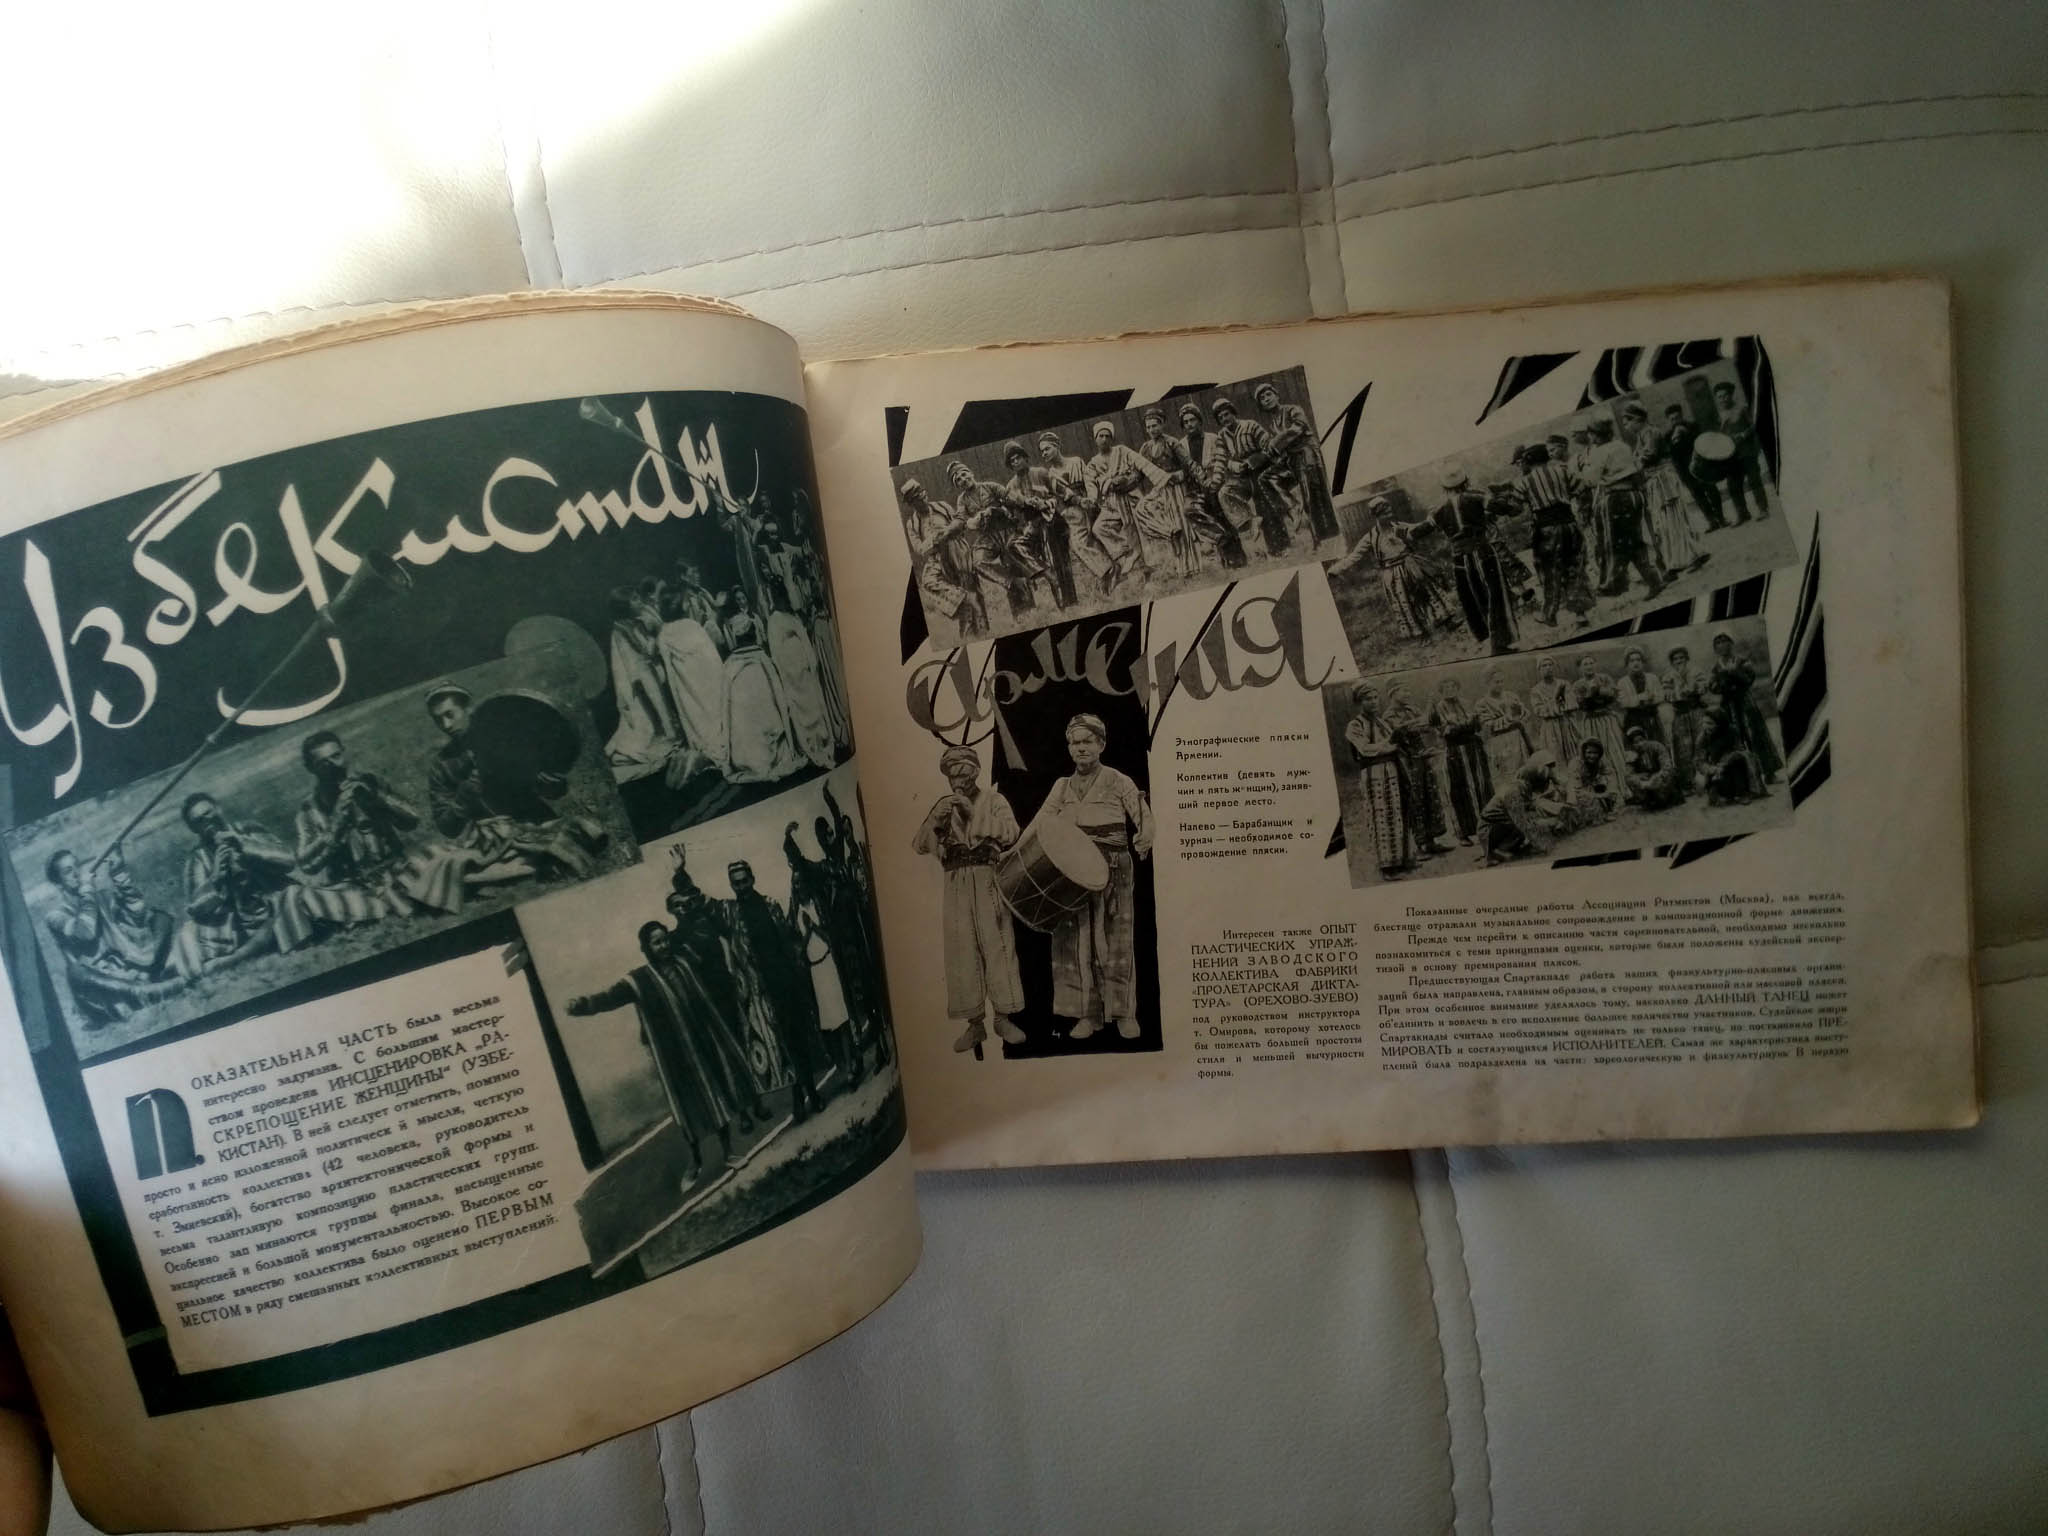 Узбекистан
П.
ОКАЗАТЕЛЬНАЯ ЧАСТЬ была весьма
интересно задумана. С большим мастер-
ством проведена ИНСЦЕНИРОВКА „РА-
СКРЕПОЩЕНИЕ ЖЕНЩИНЫ“ (УЗБЕ-
КИСТАН). В ней следует отметить, помимо
просто и ясно изложенной политическ й мысли, четкую
сработанность коллектива (42 человека, руководитель
т. Змиевский), богатство архитектонической формы и
весьма талантливую композицию пластических групп.
Особенно зап минаются группы финала, насыщенные
экспрессией и большой монументальностью. Высокое со-
циальное качество коллектива было оценено ПЕРВЫМ
МЕСТОМ в ряду смешанных коллективных выступлений.
Армения
Этнографические пляски
Армении.
Коллектив (девять муж-
чин и пять женщин), заняв-
ший первое место.
Налево — Барабанщик и
зурнач — необходимое со-
провождение пляски.
Интересен также ОПЫТ
ПЛАСТИЧЕСКИХ УПРАЖ-
НЕНИЙ ЗАВОДСКОГО
КОЛЛЕКТИВА ФАБРИКИ
«ПРОЛЕТАРСКАЯ ДИКТА-
ТУРА» (ОРЕХОВО-ЗУЕВО)
под руководством инструктора
т. Омирова, которому хотелось
бы пожелать большей простоты
стиля и меньшей вычурности
формы.
Показанные очередные работы Ассоциации Ритмистов (Москва), как всегда,
блестяще отражали музыкальное сопровождение в композиционной форме движения.
Прежде чем перейти к описанию части соревновательной, необходимо несколько
познакомиться с теми принципами оценки, которые были положены судейской экспер-
тизой в основу премирования плясок.
Предшествующая Спартакиаде работа наших физкультурно-плясовых органи-
заций была направлена, главным образом, в сторону коллективной или массовой пляски.
При этом особенное внимание уделялось тому, насколько ДАННЫЙ ТАНЕЦ может
об'единить и вовлечь в его исполнение большее количество участников. Судейское жюри
Спартакиады считало необходимым оценивать не только танец, но постановило ПРЕ-
МИРОВАТЬ и состязующихся ИСПОЛНИТЕЛЕЙ. Самая же характеристика высту-
плений была подразделена на части: хореологическую и физкультурную. В первую